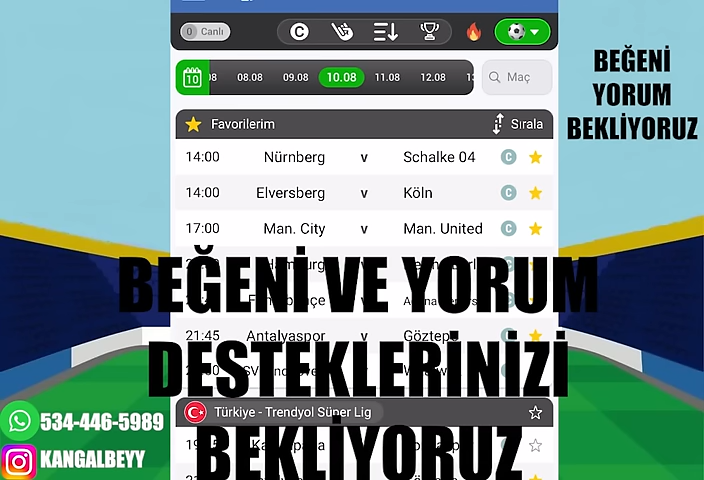 0 Canlı
C
10 08 08.08 09.08 10.08 11.08 12.08
Maç
BEĞENİ
YORUM
BEKLİYORUZ
Favorilerim Sırala
14:00 Nürnberg v Schalke 04 C
14:00 Elversberg v Köln C
17:00 Man. City v Man. United C
BEĞENİ VE YORUM
21:45 Antalyaspor v Göztepe C
DESTEKLERİNİZİ
Türkiye - Trendyol Süper Lig
BEKLİYORUZ
534-446-5989
KANGALBEYY